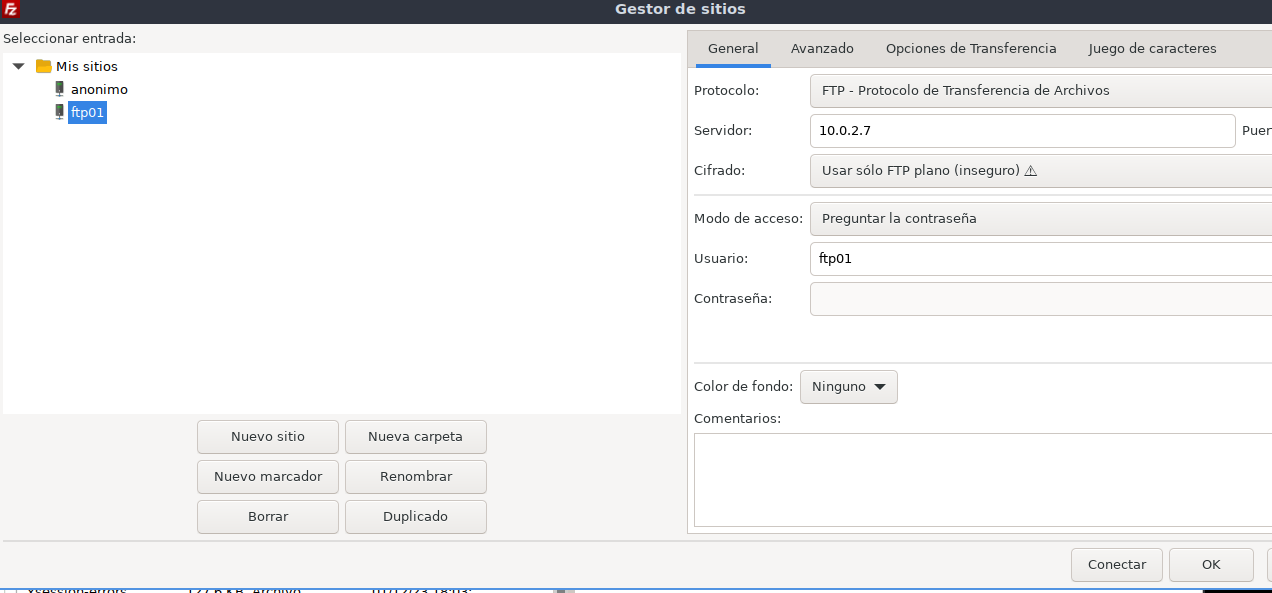 Gestor de sitios
Seleccionar entrada:
Mis sitios
anonimo
ftp01
Nuevo sitio Nueva carpeta
Nuevo marcador Renombrar
Borrar Duplicado
General Avanzado Opciones de Transferencia Juego de caracteres
Protocolo: FTP - Protocolo de Transferencia de Archivos
Servidor: 10.0.2.7 Puer
Cifrado: Usar sólo FTP plano (inseguro) ⚠
Modo de acceso: Preguntar la contraseña
Usuario: ftp01
Contraseña:
Color de fondo: Ninguno
Comentarios:
Conectar OK